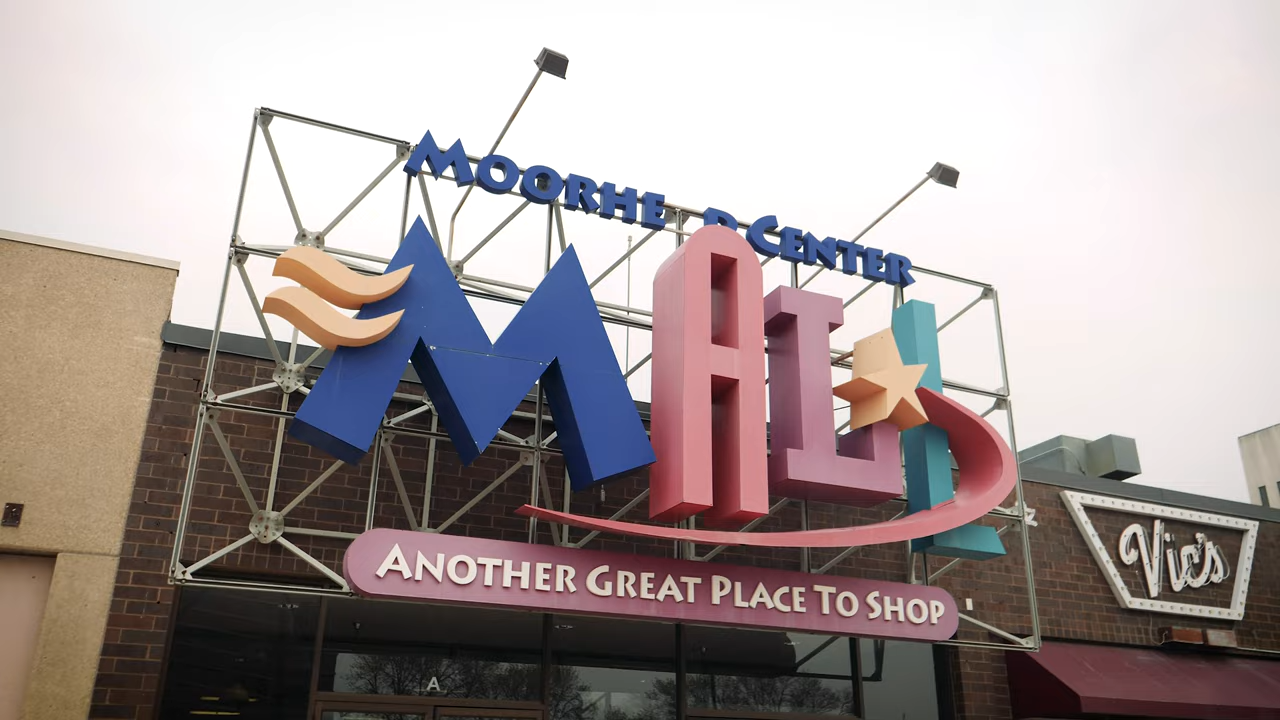 MOORHE D CENTER
MALL
ANOTHER GREAT PLACE TO SHOP
Vic's
A